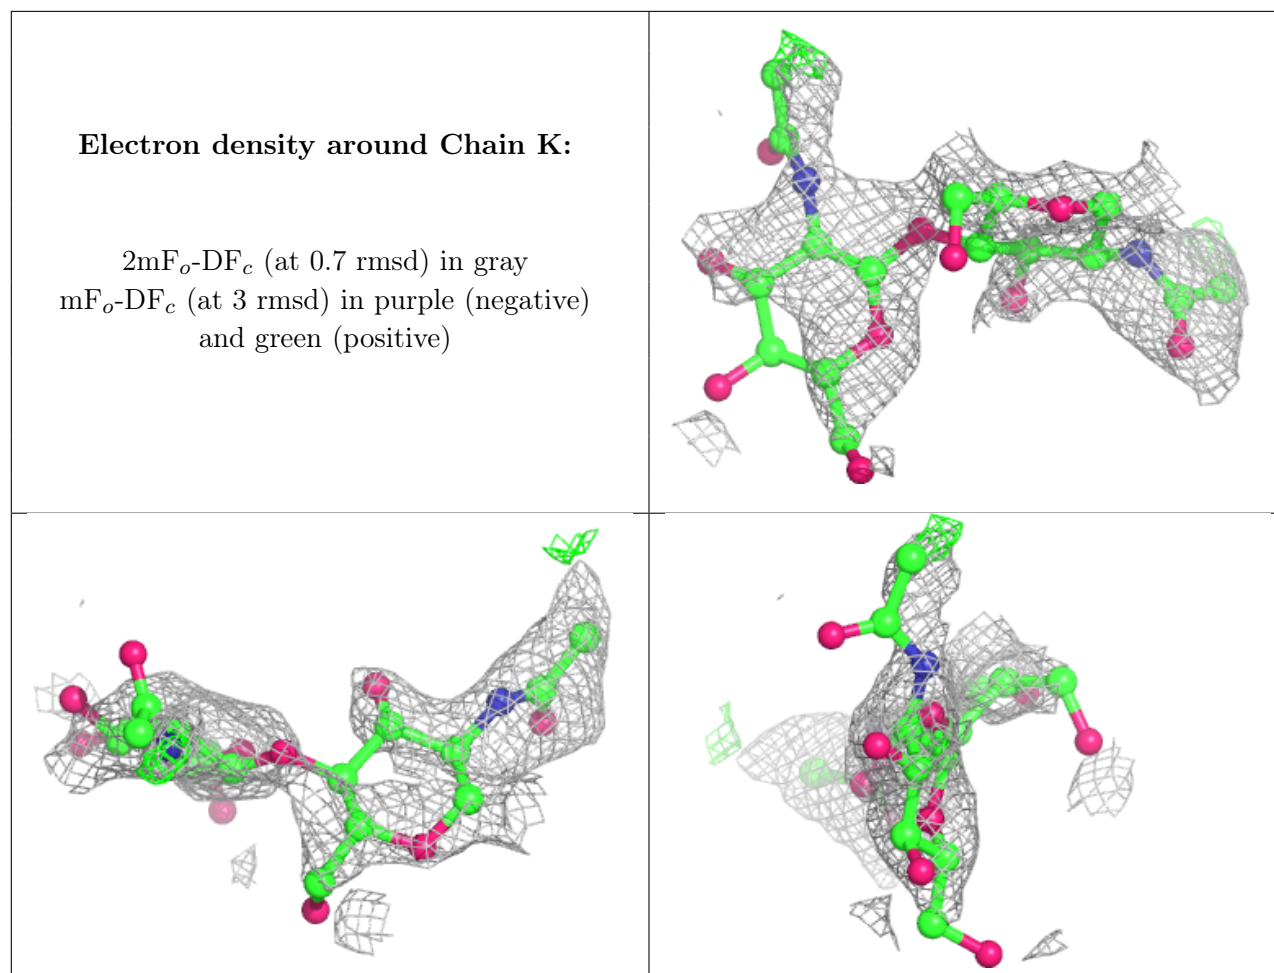 Electron density around Chain K:
2mFₒ-DF𝒸 (at 0.7 rmsd) in gray
mFₒ-DF𝒸 (at 3 rmsd) in purple (negative)
and green (positive)